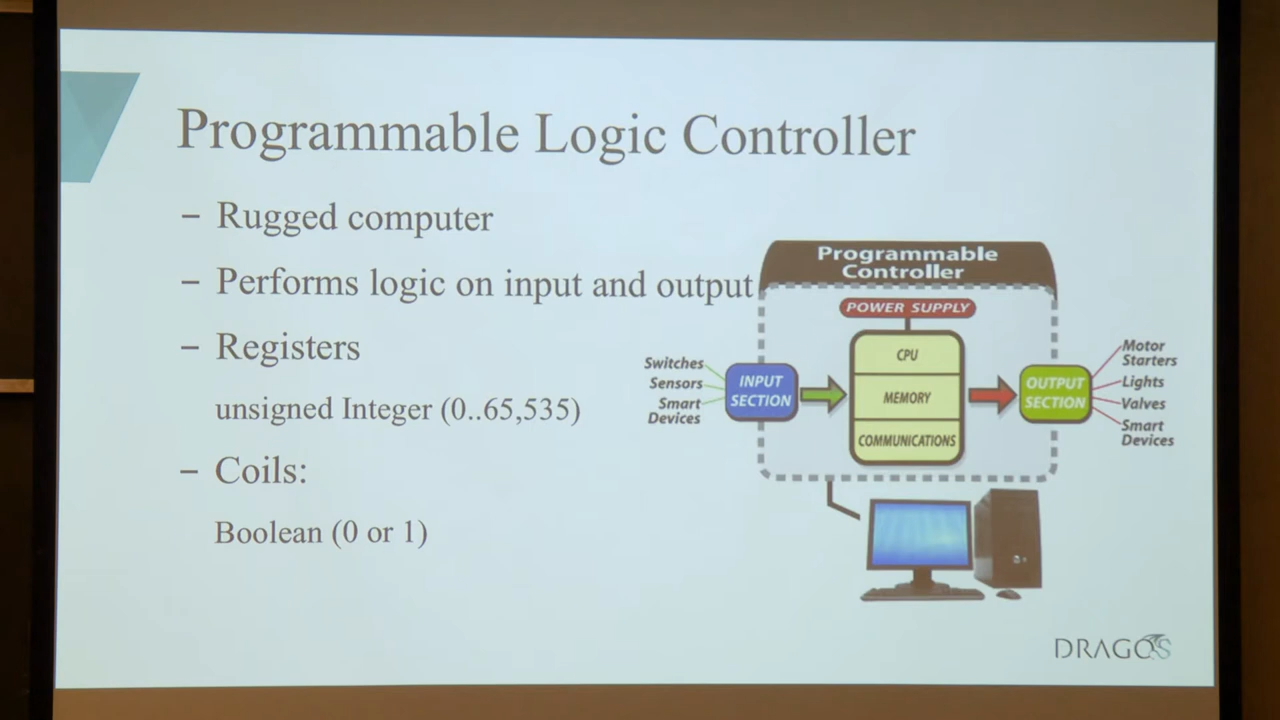 Programmable Logic Controller
– Rugged computer
– Performs logic on input and output
– Registers
unsigned Integer (0..65,535)
– Coils:
Boolean (0 or 1)
Programmable
Controller
POWER SUPPLY
CPU
MEMORY
COMMUNICATIONS
Switches
Sensors
Smart
Devices
INPUT
SECTION
OUTPUT
SECTION
Motor
Starters
Lights
Valves
Smart
Devices
DRAGOS